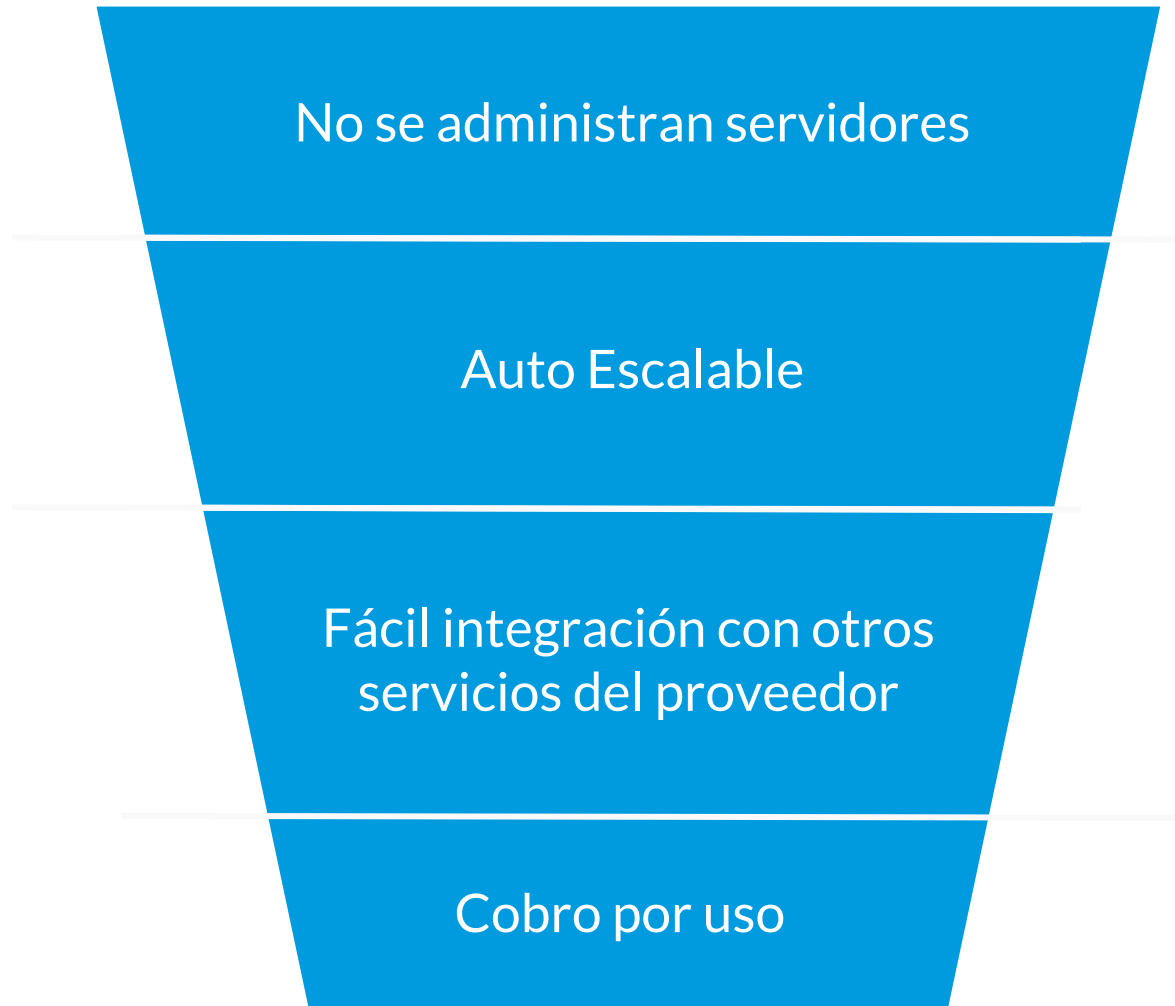 No se administran servidores
Auto Escalable
Fácil integración con otros
servicios del proveedor
Cobro por uso